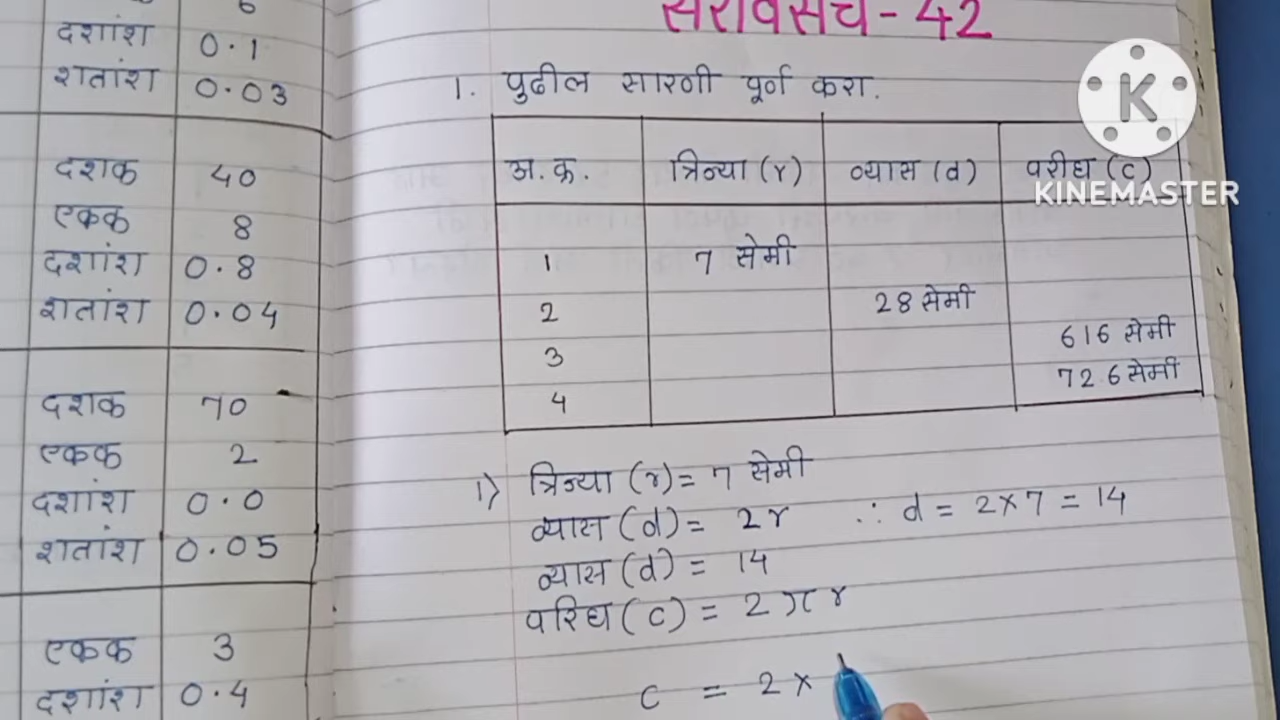 6
दशांश 0.1
शतांश 0.03
दशक 40
एकक 8
दशांश 0.8
शतांश 0.04
दशक 70
एकक 2
दशांश 0.0
शतांश 0.05
एकक 3
दशांश 0.4
सरावसंच - 42
1. पुढील सारणी पूर्ण करा.
अ.क्र. त्रिज्या (r) व्यास (d) परीघ (c)
1 7 सेमी
2 28 सेमी
3 616 सेमी
4 72.6 सेमी
1) त्रिज्या (r) = 7 सेमी
व्यास (d) = 2r ∴ d = 2×7 = 14
व्यास (d) = 14
परिघ (c) = 2πr
c = 2×
K
KINEMASTER